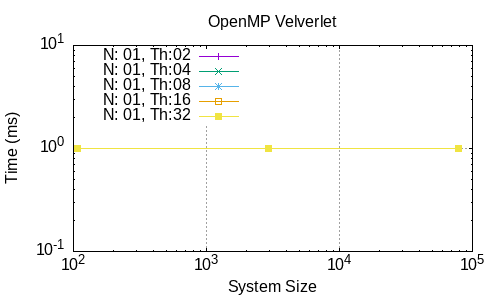 OpenMP Velverlet
10^1
N: 01, Th:02
N: 01, Th:04
N: 01, Th:08
N: 01, Th:16
N: 01, Th:32
Time (ms)
10^0
10^-1
10^2 10^3 10^4 10^5
System Size